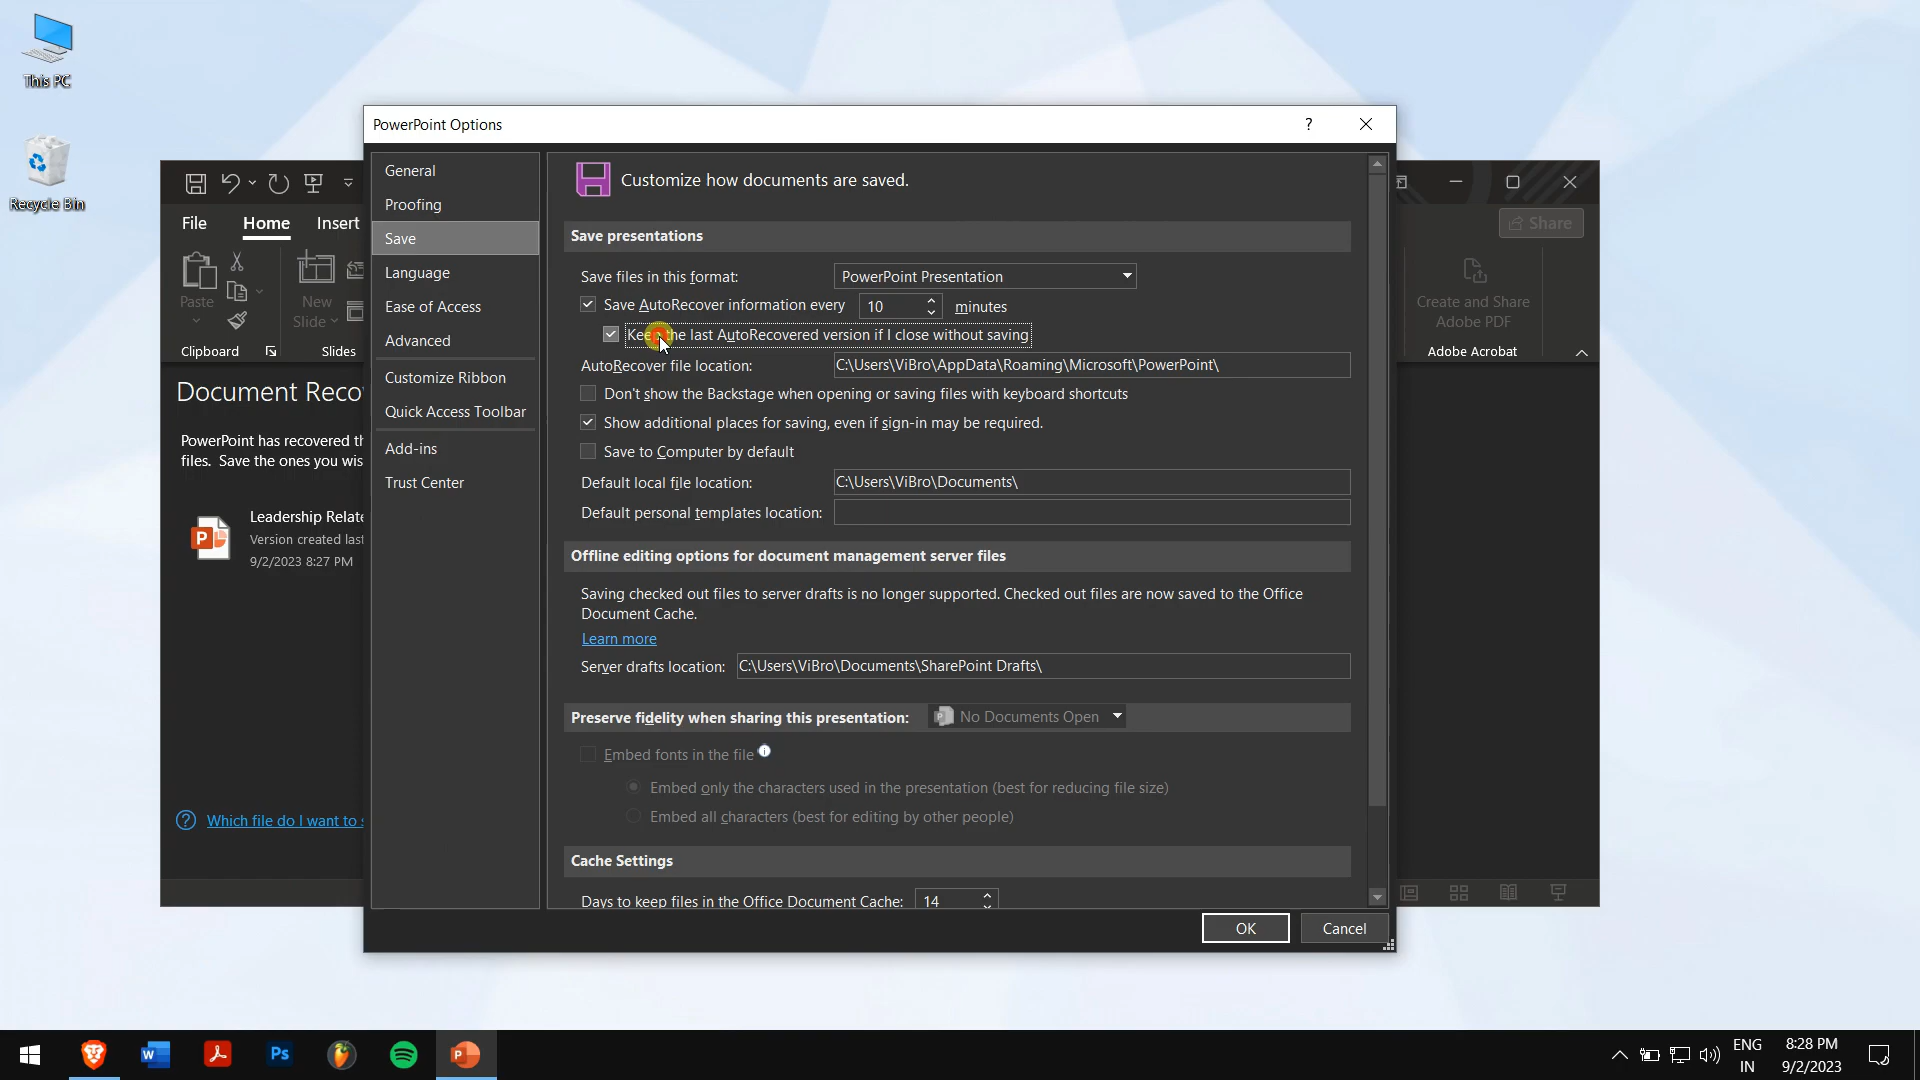 This PC
Recycle Bin
PowerPoint Options
?
File
Home
Insert
Share
Paste
New
Slide
Clipboard
Slides
Create and Share
Adobe PDF
Adobe Acrobat
Document Reco
PowerPoint has recovered th
files. Save the ones you wis
P
Leadership Relate
Version created last
9/2/2023 8:27 PM
? Which file do I want to s
General
Proofing
Save
Language
Ease of Access
Advanced
Customize Ribbon
Quick Access Toolbar
Add-ins
Trust Center
Customize how documents are saved.
Save presentations
Save files in this format: PowerPoint Presentation
Save AutoRecover information every 10 minutes
Keep the last AutoRecovered version if I close without saving
AutoRecover file location: C:\Users\ViBro\AppData\Roaming\Microsoft\PowerPoint\
Don't show the Backstage when opening or saving files with keyboard shortcuts
Show additional places for saving, even if sign-in may be required.
Save to Computer by default
Default local file location: C:\Users\ViBro\Documents\
Default personal templates location:
Offline editing options for document management server files
Saving checked out files to server drafts is no longer supported. Checked out files are now saved to the Office
Document Cache.
Learn more
Server drafts location: C:\Users\ViBro\Documents\SharePoint Drafts\
Preserve fidelity when sharing this presentation: No Documents Open
Embed fonts in the file
Embed only the characters used in the presentation (best for reducing file size)
Embed all characters (best for editing by other people)
Cache Settings
Days to keep files in the Office Document Cache: 14
OK
Cancel
W
Ps
P
ENG
IN
8:28 PM
9/2/2023